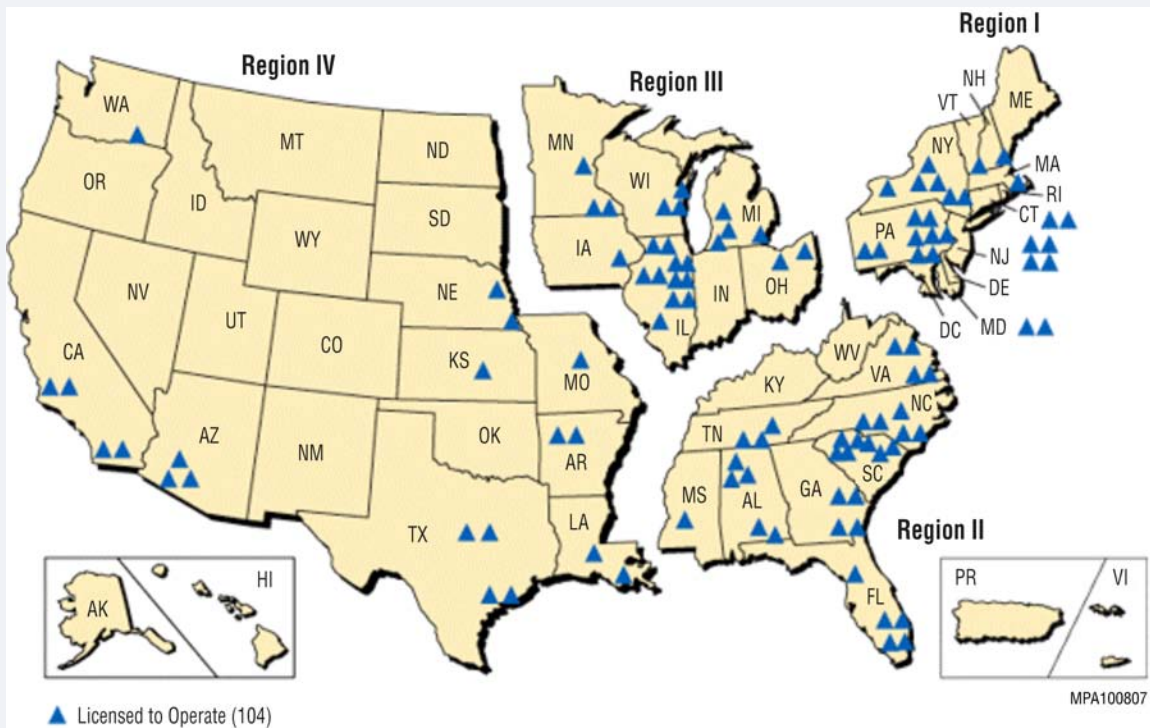 Region I
Region IV
Region III
NH
VT
ME
WA
MT
ND
MN
NY
MA
OR
WI
RI
ID
SD
MI
CT
WY
PA
IA
NJ
NE
OH
NV
IN
DE
UT
IL
DC
MD
CA
CO
KS
MO
WV
VA
KY
NC
AZ
OK
TN
NM
AR
SC
MS
AL
GA
TX
LA
Region II
HI
PR
VI
AK
FL
MPA100807
Licensed to Operate (104)